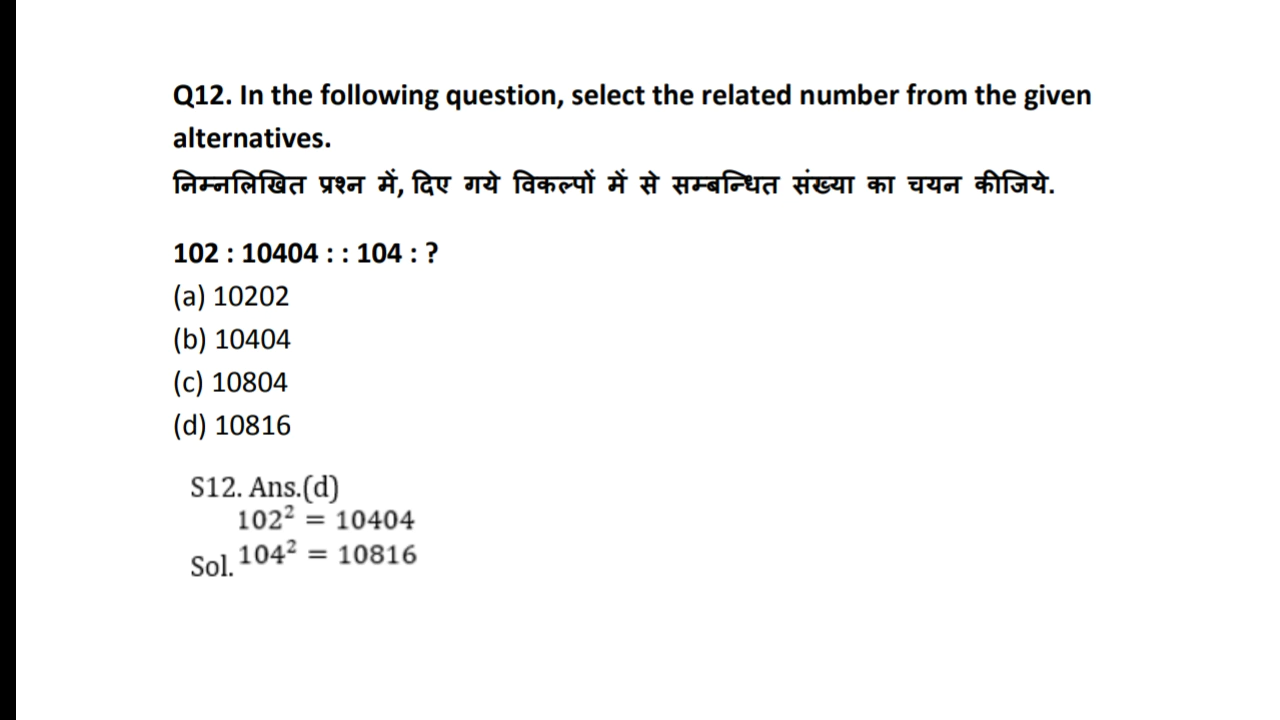 Q12. In the following question, select the related number from the given
alternatives.
निम्नलिखित प्रश्न में, दिए गये विकल्पों में से सम्बन्धित संख्या का चयन कीजिये.
102 : 10404 : : 104 : ?
(a) 10202
(b) 10404
(c) 10804
(d) 10816
S12. Ans.(d)
102² = 10404
Sol. 104² = 10816